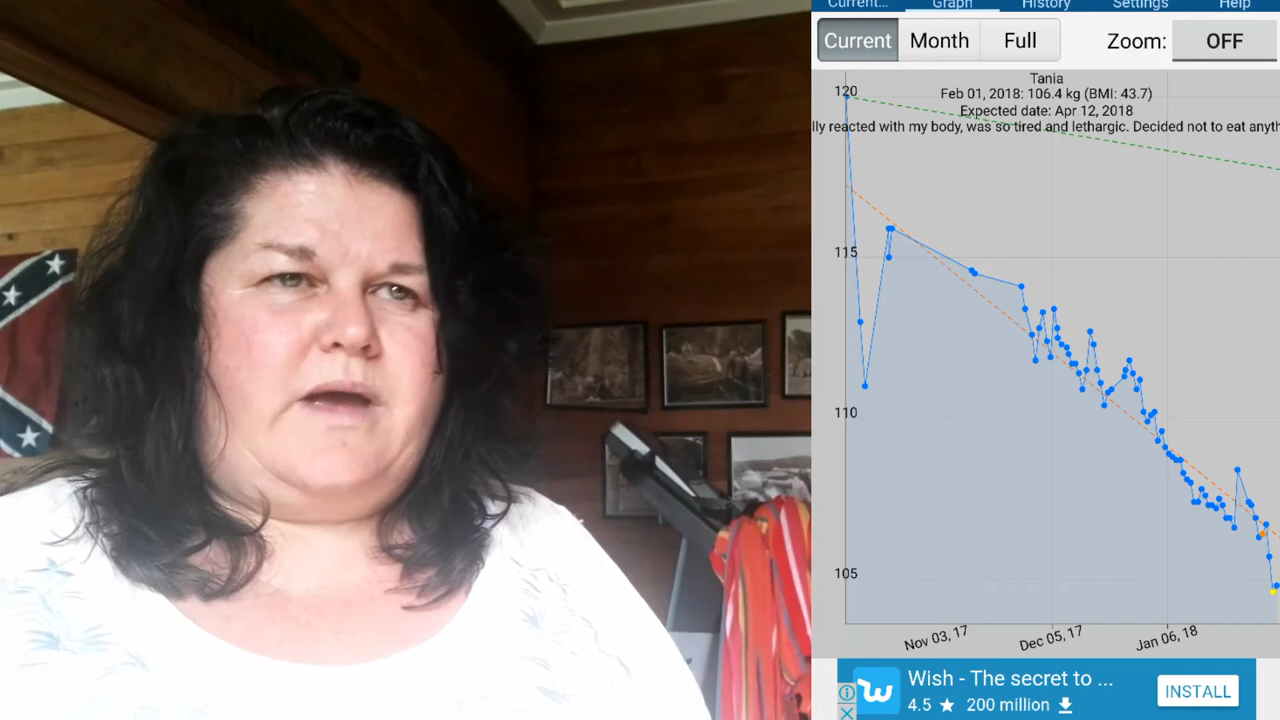 Current... Graph History Settings Help
Current Month Full Zoom: OFF
Tania
120
Feb 01, 2018: 106.4 kg (BMI: 43.7)
Expected date: Apr 12, 2018
lly reacted with my body, was so tired and lethargic. Decided not to eat anyth
115
110
105
Nov 03, 17 Dec 05, 17 Jan 06, 18
Wish - The secret to ...
4.5 ★ 200 million
INSTALL